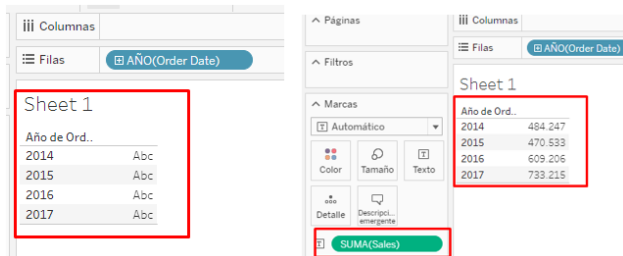 iii Columnas
Filas
AÑO(Order Date)
Sheet 1
Año de Ord..
2014 Abc
2015 Abc
2016 Abc
2017 Abc
Páginas
Filtros
Marcas
Automático
Color Tamaño Texto
Detalle Descripci... emergente
SUMA(Sales)
iii Columnas
Filas
AÑO(Order Date)
Sheet 1
Año de Ord..
2014 484.247
2015 470.533
2016 609.206
2017 733.215